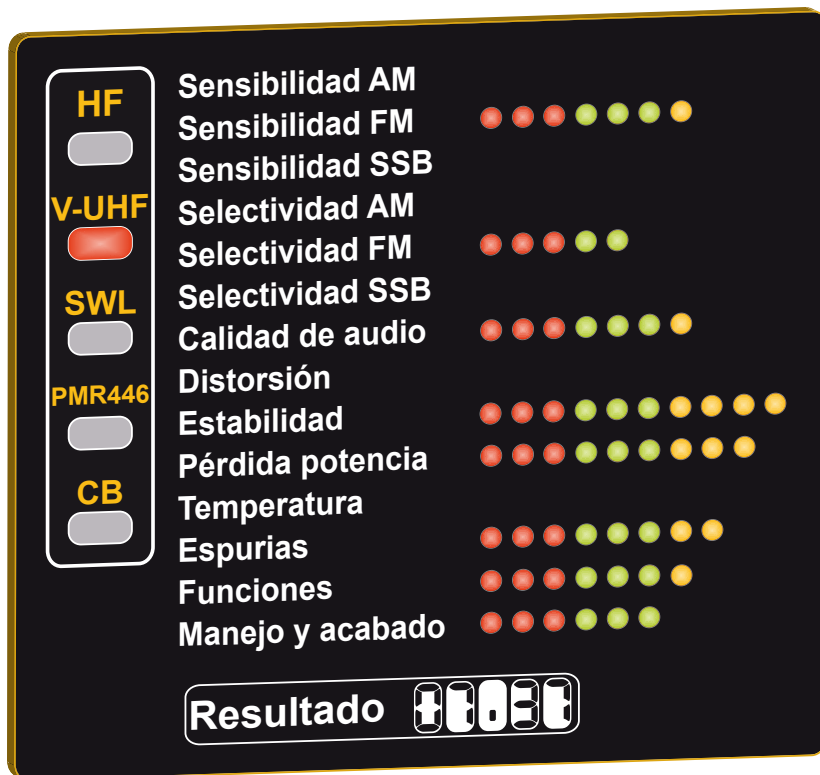 HF
V-UHF
SWL
PMR446
CB
Sensibilidad AM
Sensibilidad FM
Sensibilidad SSB
Selectividad AM
Selectividad FM
Selectividad SSB
Calidad de audio
Distorsión
Estabilidad
Pérdida potencia
Temperatura
Espurias
Funciones
Manejo y acabado
Resultado